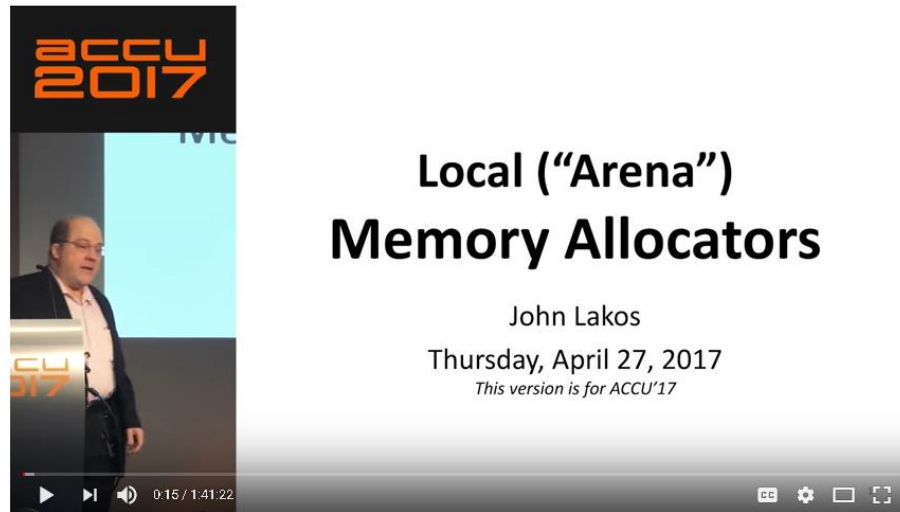 accu
2017
Local (“Arena”)
Memory Allocators
John Lakos
Thursday, April 27, 2017
This version is for ACCU’17
0:15 / 1:41:22
CC